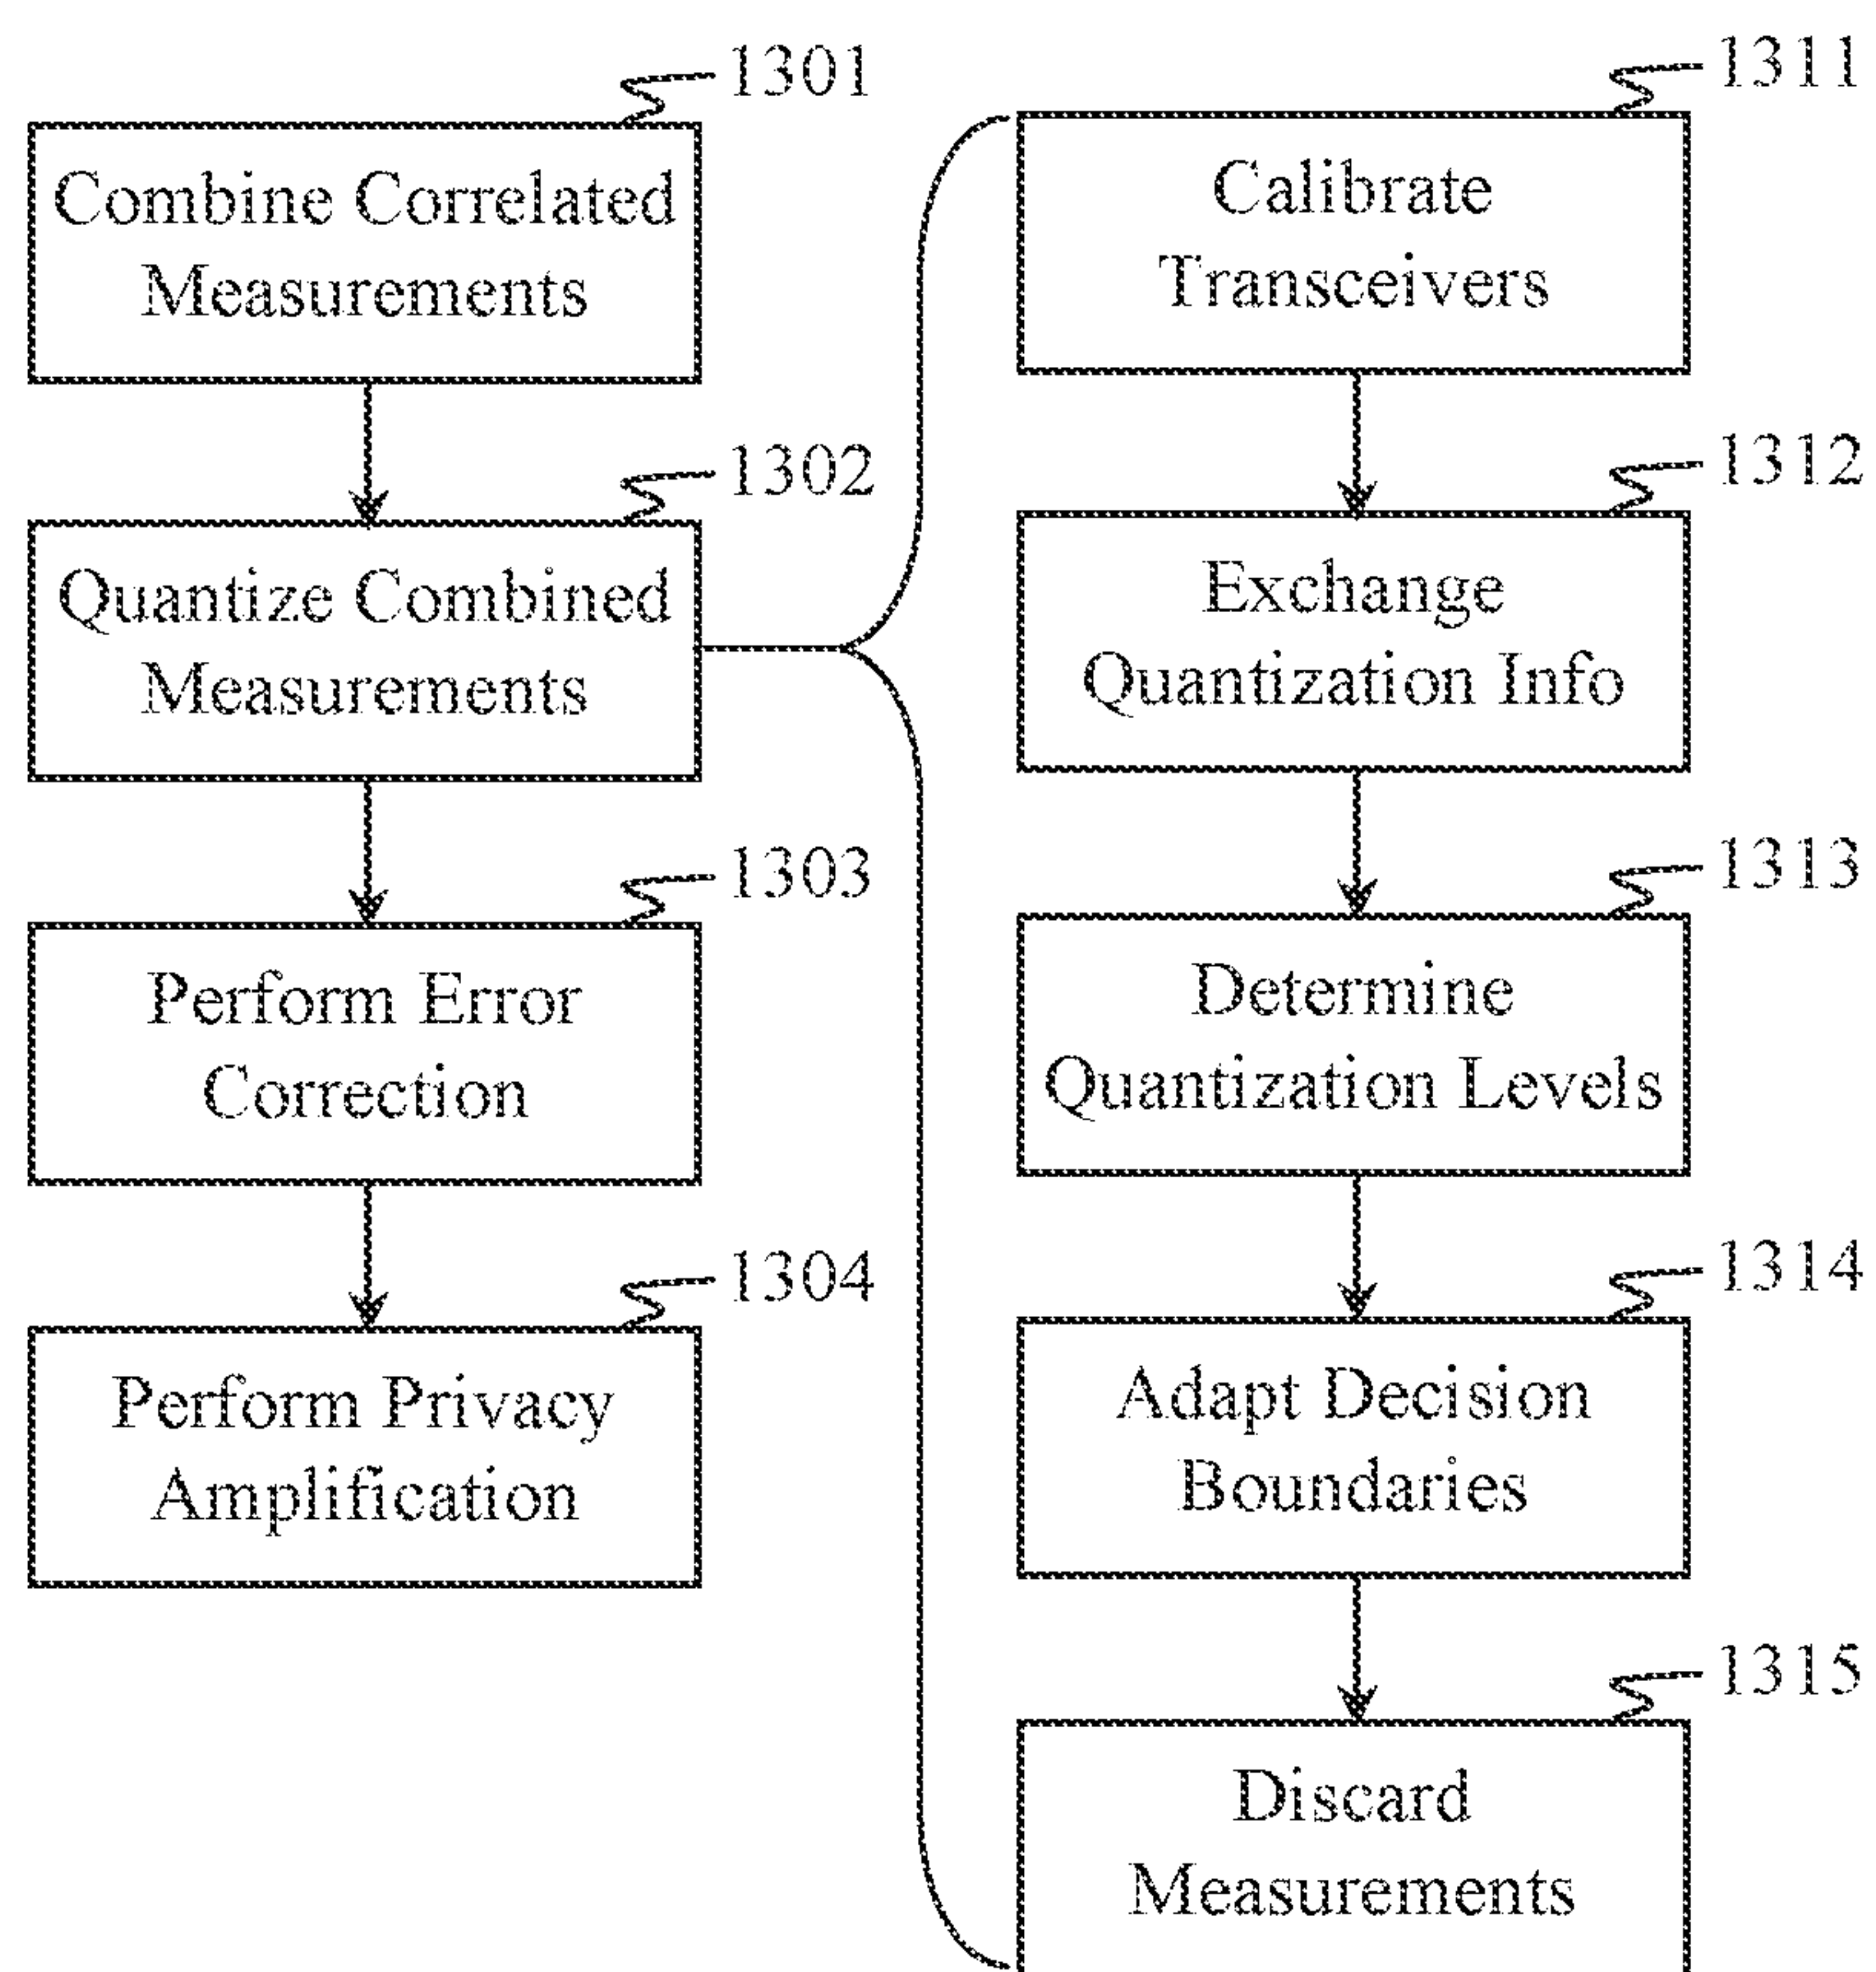 1301
Combine Correlated
Measurements
1302
Quantize Combined
Measurements
1303
Perform Error
Correction
1304
Perform Privacy
Amplification
1311
Calibrate
Transceivers
1312
Exchange
Quantization Info
1313
Determine
Quantization Levels
1314
Adapt Decision
Boundaries
1315
Discard
Measurements